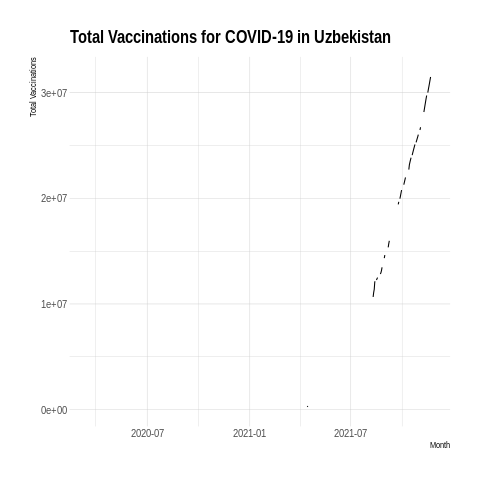 Total Vaccinations for COVID-19 in Uzbekistan
Total Vaccinations
3e+07
2e+07
1e+07
0e+00
2020-07 2021-01 2021-07
Month